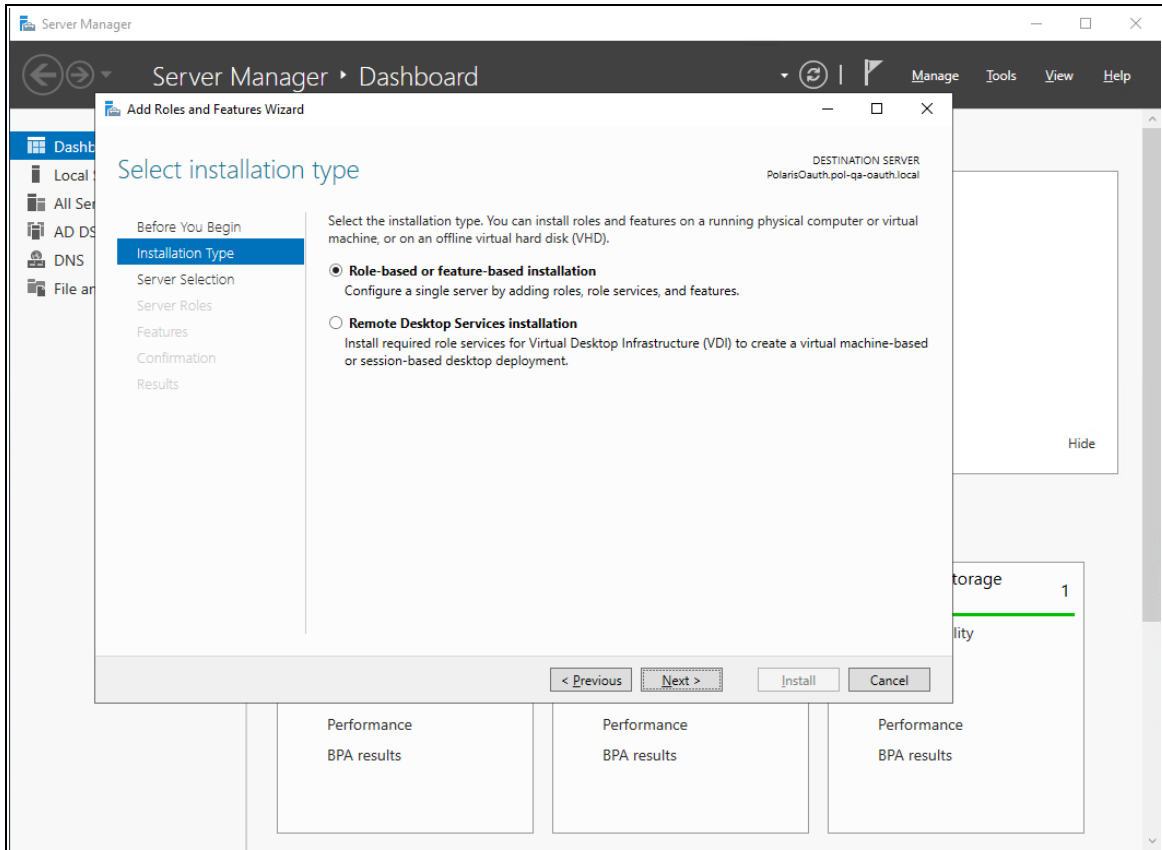 Server Manager
Server Manager • Dashboard
Manage Tools View Help
Add Roles and Features Wizard
Dashb
Local
All Ser
AD DS
DNS
File an
Select installation type
DESTINATION SERVER
PolarisOauth.pol-qa-oauth.local
Before You Begin
Installation Type
Server Selection
Server Roles
Features
Confirmation
Results
Select the installation type. You can install roles and features on a running physical computer or virtual
machine, or on an offline virtual hard disk (VHD).
Role-based or feature-based installation
Configure a single server by adding roles, role services, and features.
Remote Desktop Services installation
Install required role services for Virtual Desktop Infrastructure (VDI) to create a virtual machine-based
or session-based desktop deployment.
Hide
torage 1
lity
< Previous Next > Install Cancel
Performance Performance Performance
BPA results BPA results BPA results